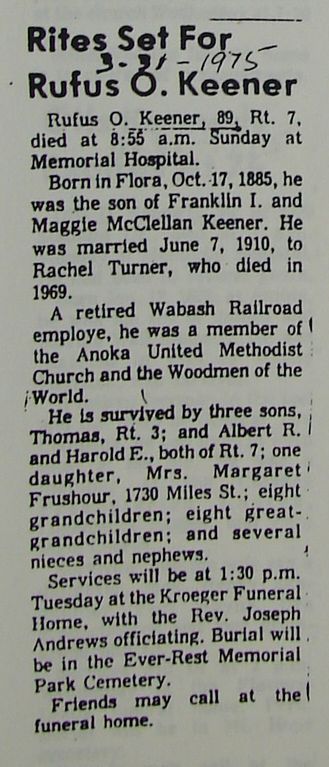 Rites Set For
3-31-1975
Rufus O. Keener
Rufus O. Keener, 89, Rt. 7,
died at 8:55 a.m. Sunday at
Memorial Hospital.
Born in Flora, Oct. 17, 1885, he
was the son of Franklin I. and
Maggie McClellan Keener. He
was married June 7, 1910, to
Rachel Turner, who died in
1969.
A retired Wabash Railroad
employe, he was a member of
the Anoka United Methodist
Church and the Woodmen of the
World.
He is survived by three sons,
Thomas, Rt. 3; and Albert R.
and Harold E., both of Rt. 7; one
daughter, Mrs. Margaret
Frushour, 1730 Miles St.; eight
grandchildren; eight great-
grandchildren; and several
nieces and nephews.
Services will be at 1:30 p.m.
Tuesday at the Kroeger Funeral
Home, with the Rev. Joseph
Andrews officiating. Burial will
be in the Ever-Rest Memorial
Park Cemetery.
Friends may call at the
funeral home.